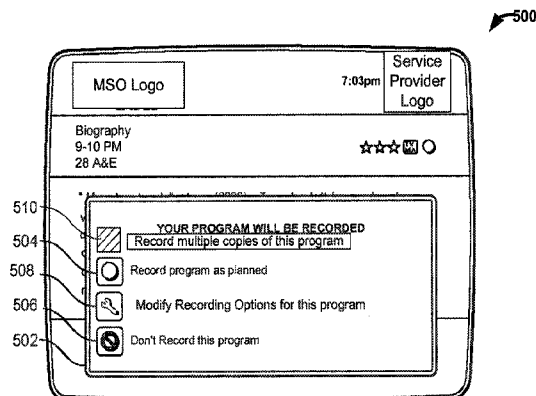 500
MSO Logo
7:03pm
Service
Provider
Logo
Biography
9-10 PM
28 A&E
510
YOUR PROGRAM WILL BE RECORDED
Record multiple copies of this program
504
Record program as planned
508
Modify Recording Options for this program
506
Don't Record this program
502